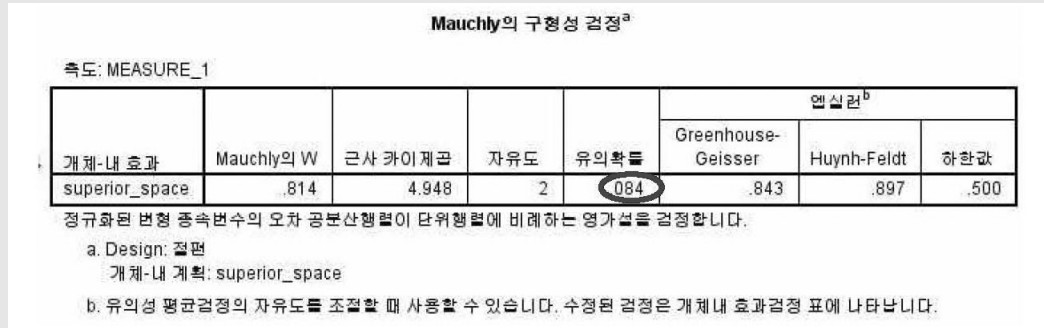 Mauchly의 구형성 검정a
측도: MEASURE_1
엡실런b
개체-내 효과 Mauchly의 W 근사 카이제곱 자유도 유의확률 Greenhouse-Geisser Huynh-Feldt 하한값
superior_space .814 4.948 2 .084 .843 .897 .500
정규화된 변형 종속변수의 오차 공분산행렬이 단위행렬에 비례하는 영가설을 검정합니다.
a. Design: 절편
개체-내 계획: superior_space
b. 유의성 평균검정의 자유도를 조절할 때 사용할 수 있습니다. 수정된 검정은 개체내 효과검정 표에 나타납니다.